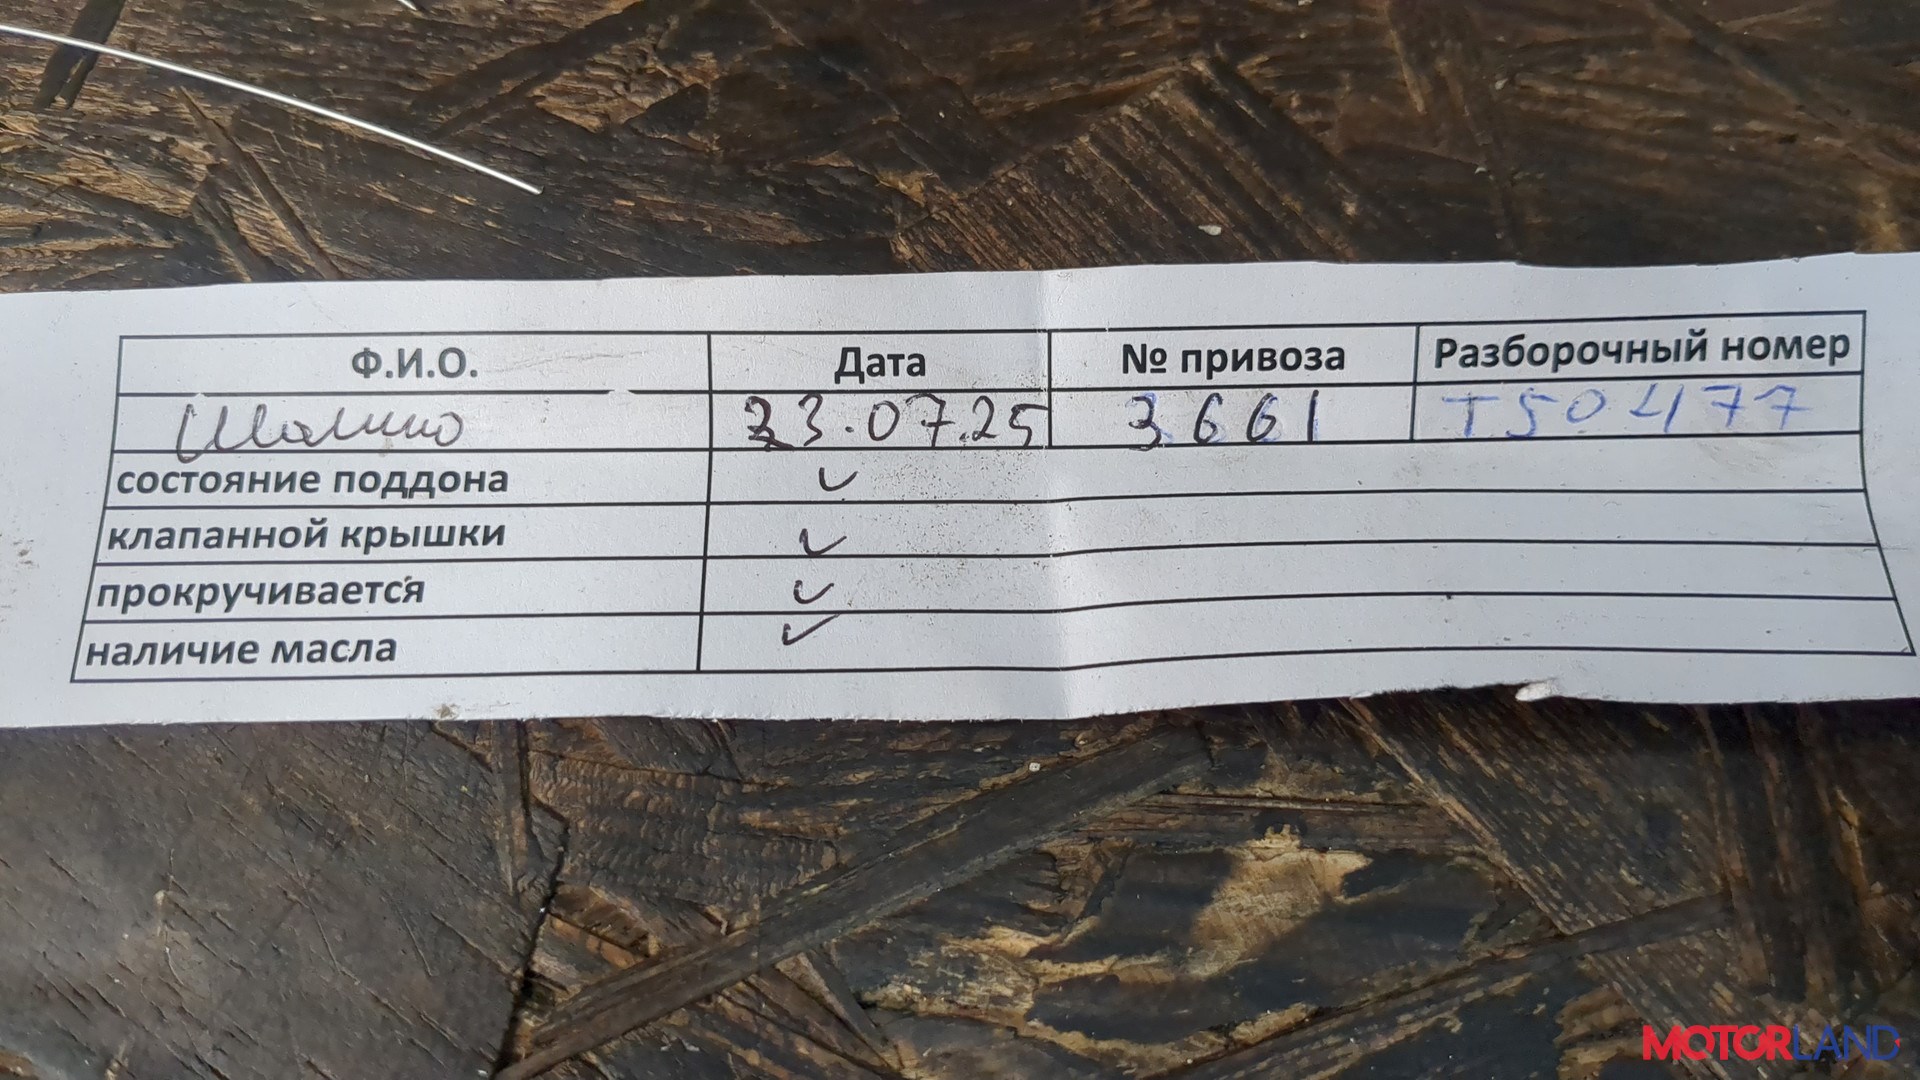 Ф.И.О. Дата № привоза Разборочный номер
23.07.25 3661 T50477
состояние поддона ✓
клапанной крышки ✓
прокручивается ✓
наличие масла ✓
MOTORLAND